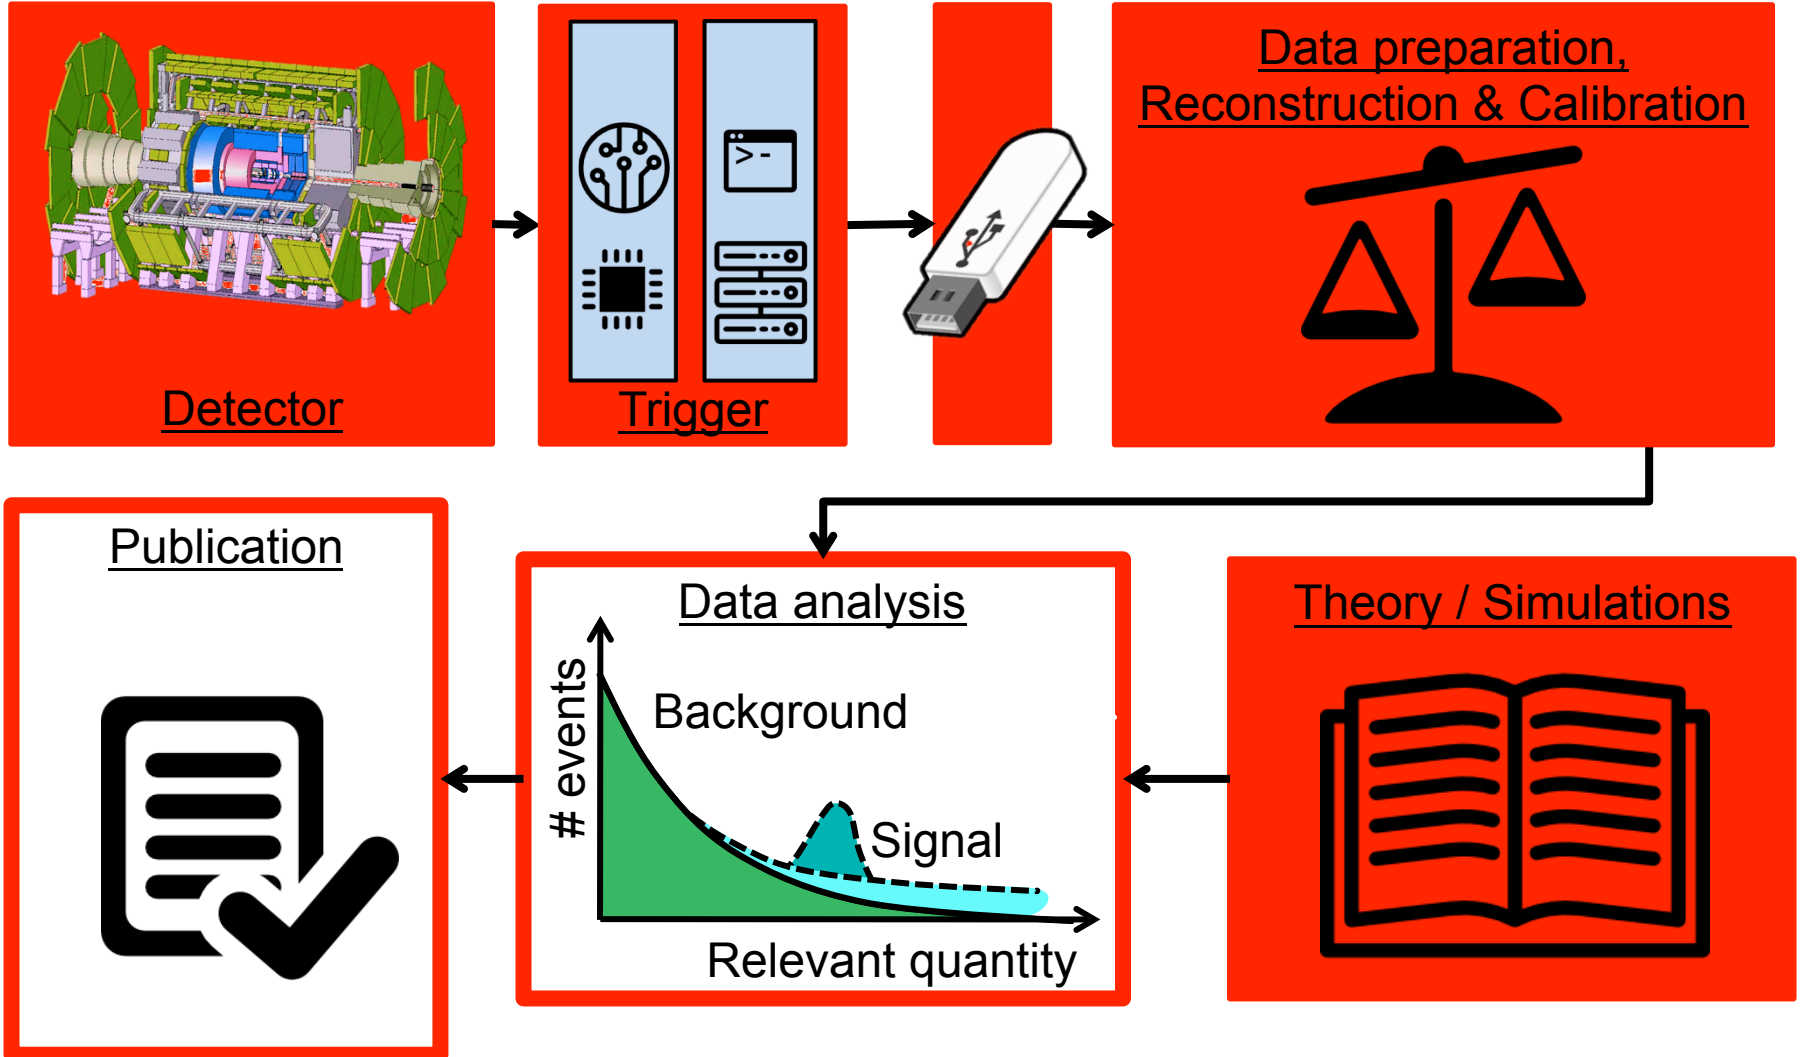 Data preparation,
Reconstruction & Calibration
>-
Detector
Trigger
Publication
Data analysis
Theory / Simulations
# events
Background
Signal
Relevant quantity